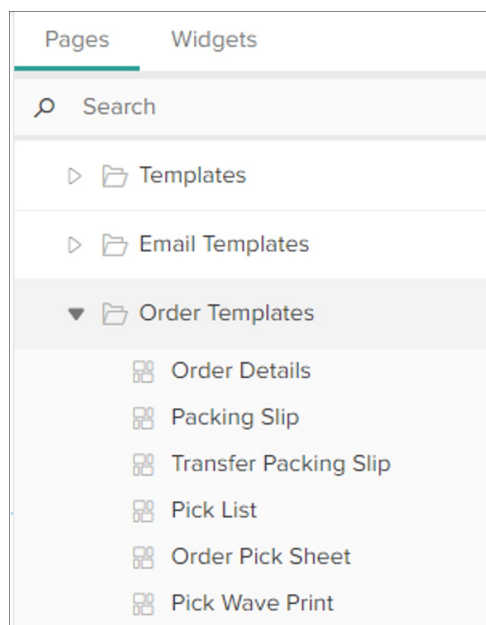 Pages Widgets
Search
Templates
Email Templates
Order Templates
Order Details
Packing Slip
Transfer Packing Slip
Pick List
Order Pick Sheet
Pick Wave Print